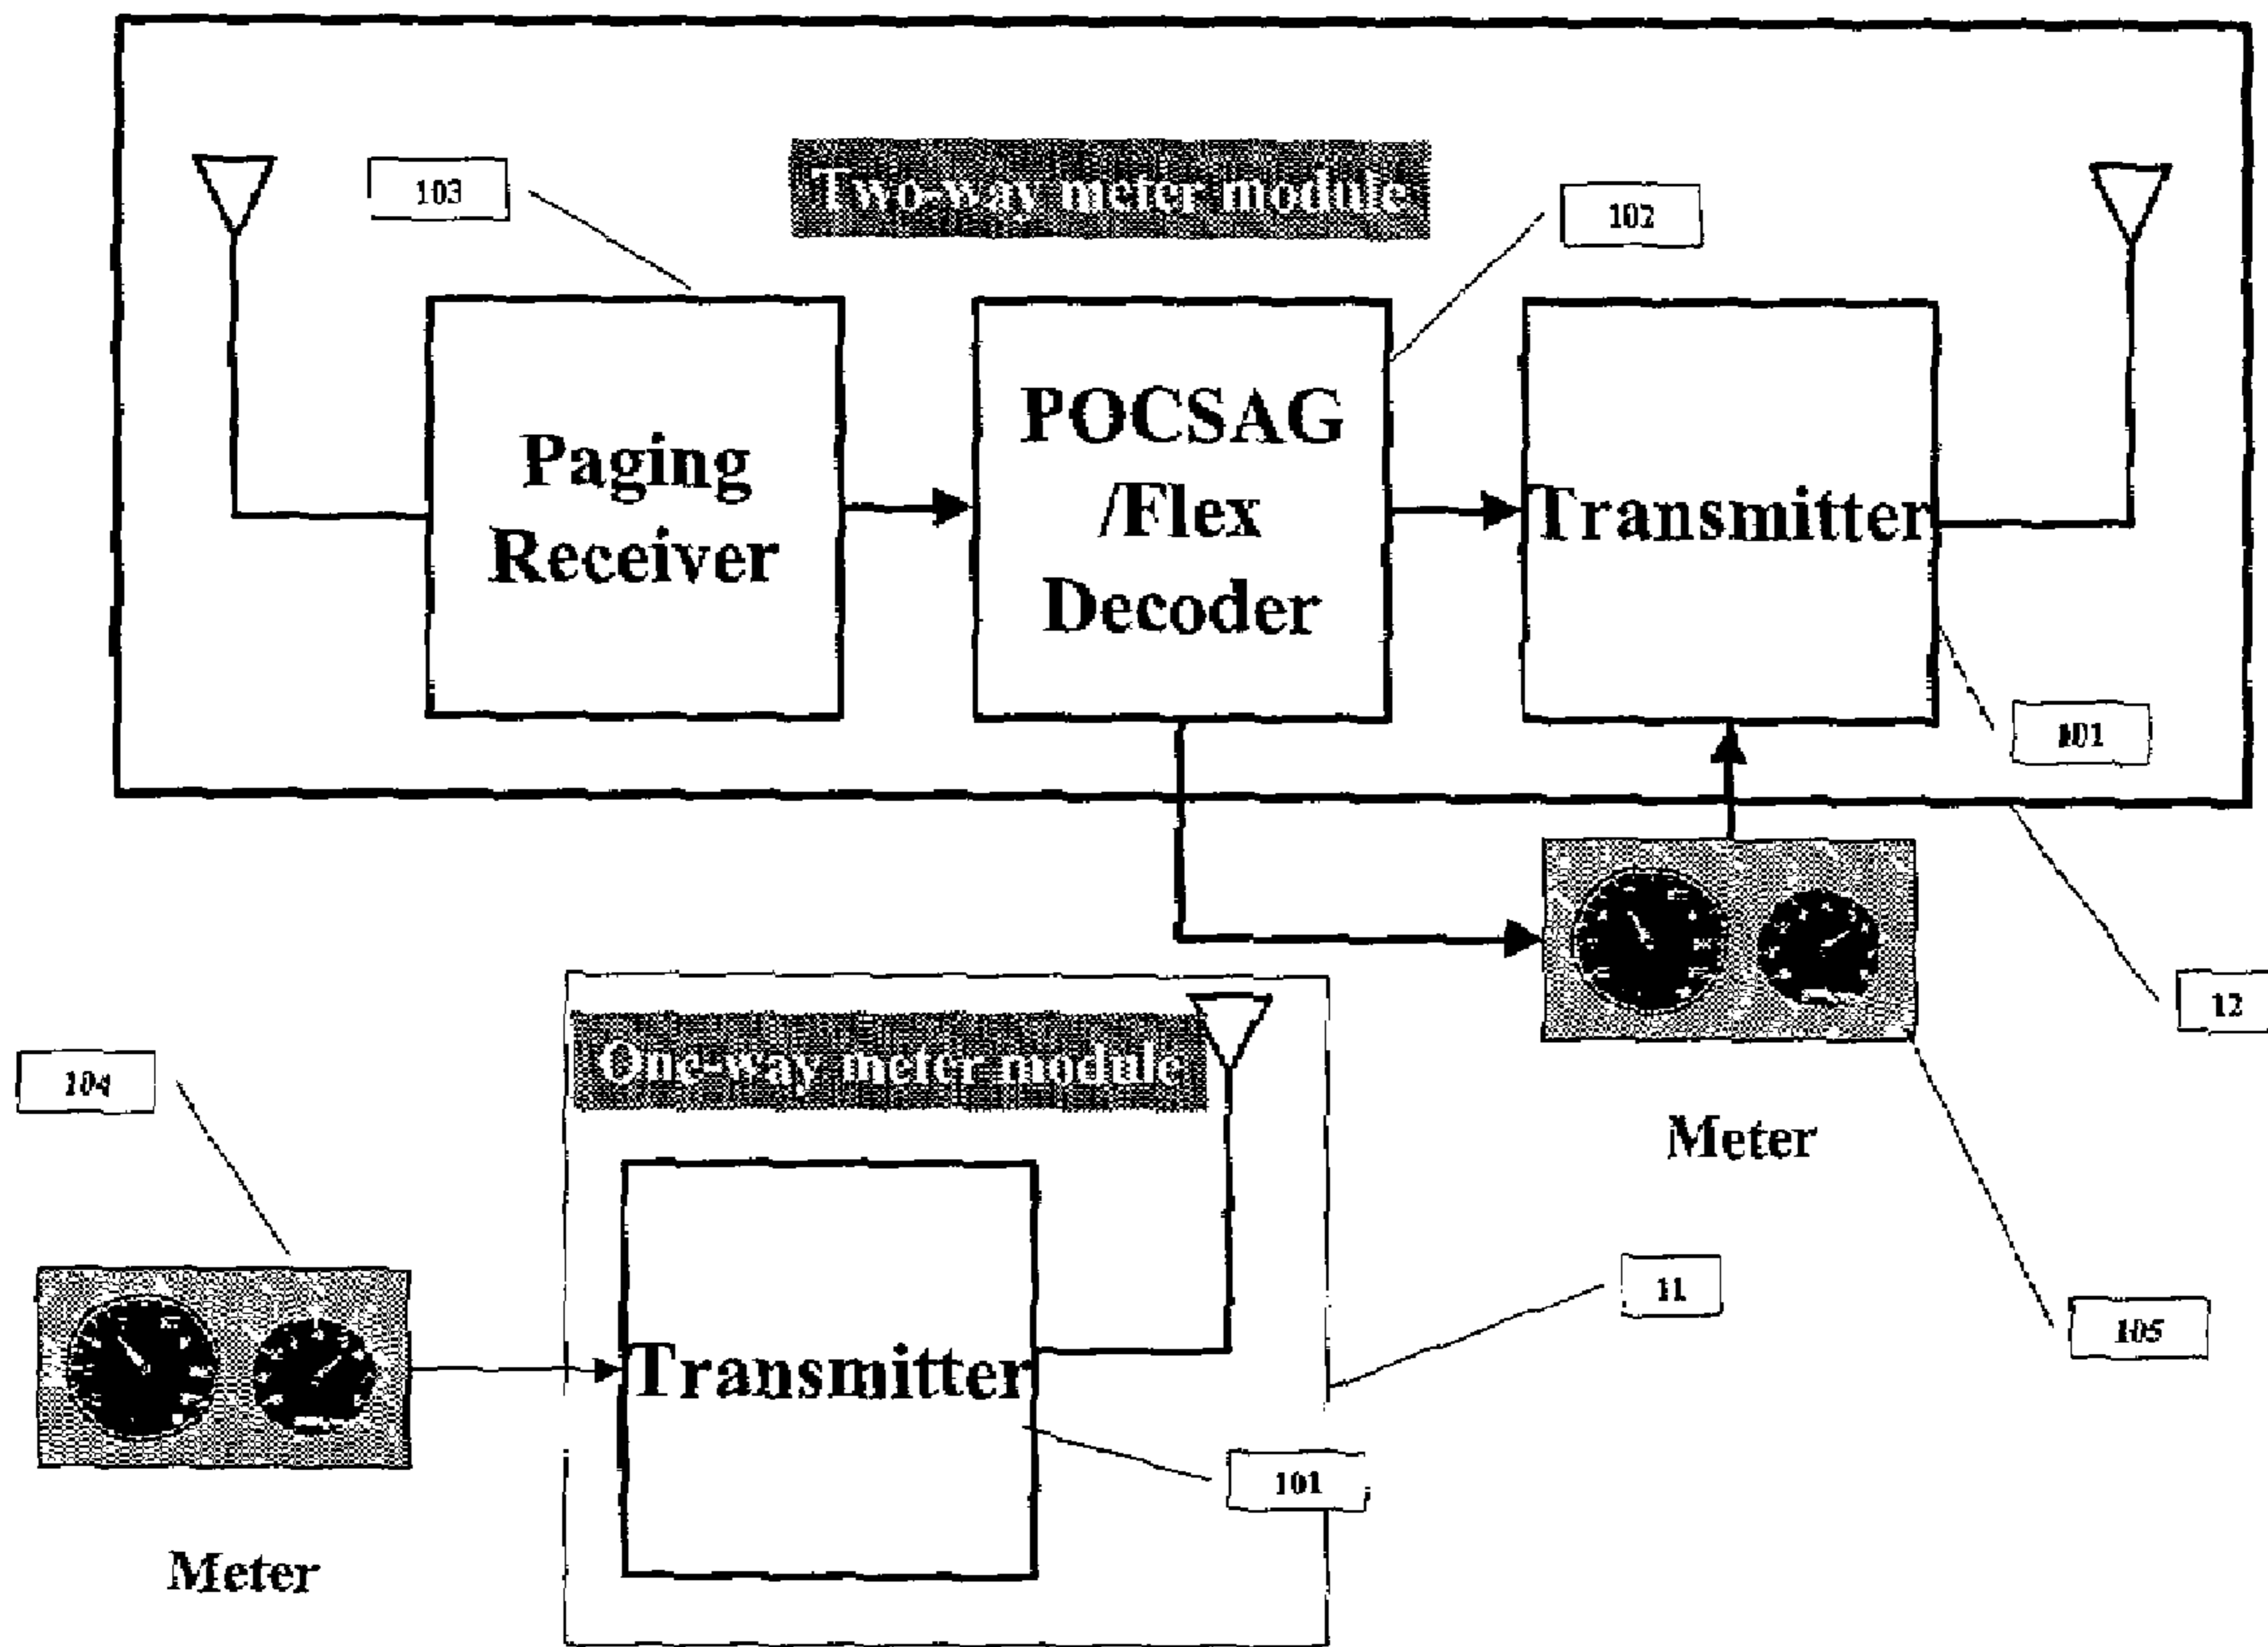 103
Two-way meter module
102
Paging
Receiver
POCSAG
/Flex
Decoder
Transmitter
101
12
Meter
105
104
One-way meter module
Transmitter
11
101
Meter